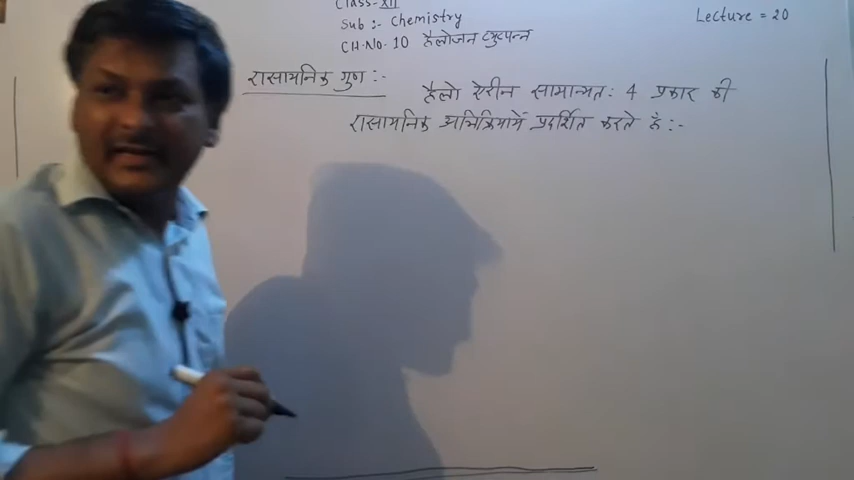 Class-XII
Sub :- Chemistry
Lecture = 20
CH.No. 10 हैलोजन व्युत्पन्न
रासायनिक गुण :-
हैलो ऐरीन सामान्यतः 4 प्रकार की
रासायनिक अभिक्रियायें प्रदर्शित करते हैं :-